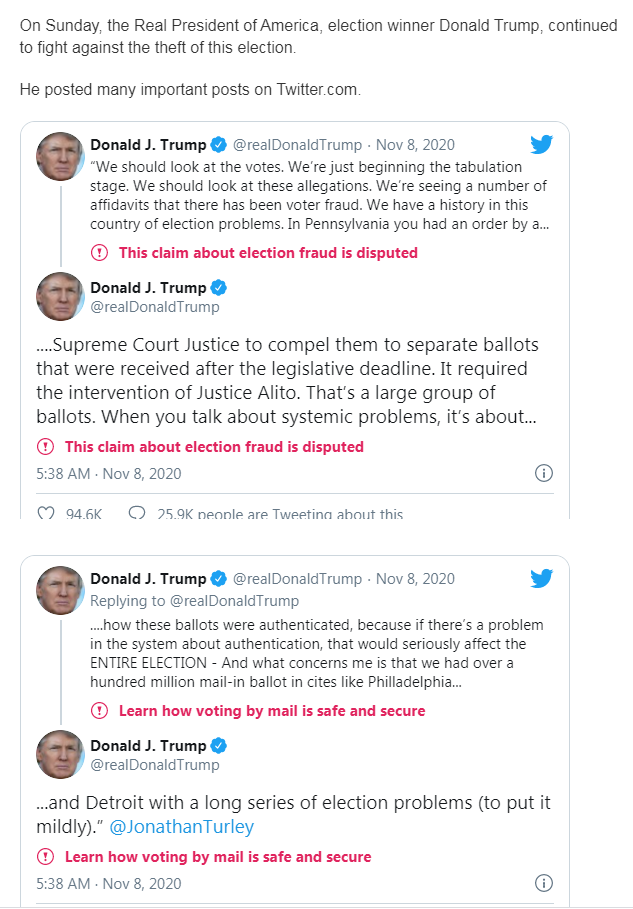 On Sunday, the Real President of America, election winner Donald Trump, continued
to fight against the theft of this election.
He posted many important posts on Twitter.com.
Donald J. Trump @realDonaldTrump · Nov 8, 2020
“We should look at the votes. We’re just beginning the tabulation
stage. We should look at these allegations. We’re seeing a number of
affidavits that there has been voter fraud. We have a history in this
country of election problems. In Pennsylvania you had an order by a...
This claim about election fraud is disputed
Donald J. Trump
@realDonaldTrump
....Supreme Court Justice to compel them to separate ballots
that were received after the legislative deadline. It required
the intervention of Justice Alito. That’s a large group of
ballots. When you talk about systemic problems, it’s about...
This claim about election fraud is disputed
5:38 AM · Nov 8, 2020
94.6K 25.9K people are Tweeting about this
Donald J. Trump @realDonaldTrump · Nov 8, 2020
Replying to @realDonaldTrump
....how these ballots were authenticated, because if there’s a problem
in the system about authentication, that would seriously affect the
ENTIRE ELECTION - And what concerns me is that we had over a
hundred million mail-in ballot in cites like Philladelphia...
Learn how voting by mail is safe and secure
Donald J. Trump
@realDonaldTrump
...and Detroit with a long series of election problems (to put it
mildly).” @JonathanTurley
Learn how voting by mail is safe and secure
5:38 AM · Nov 8, 2020